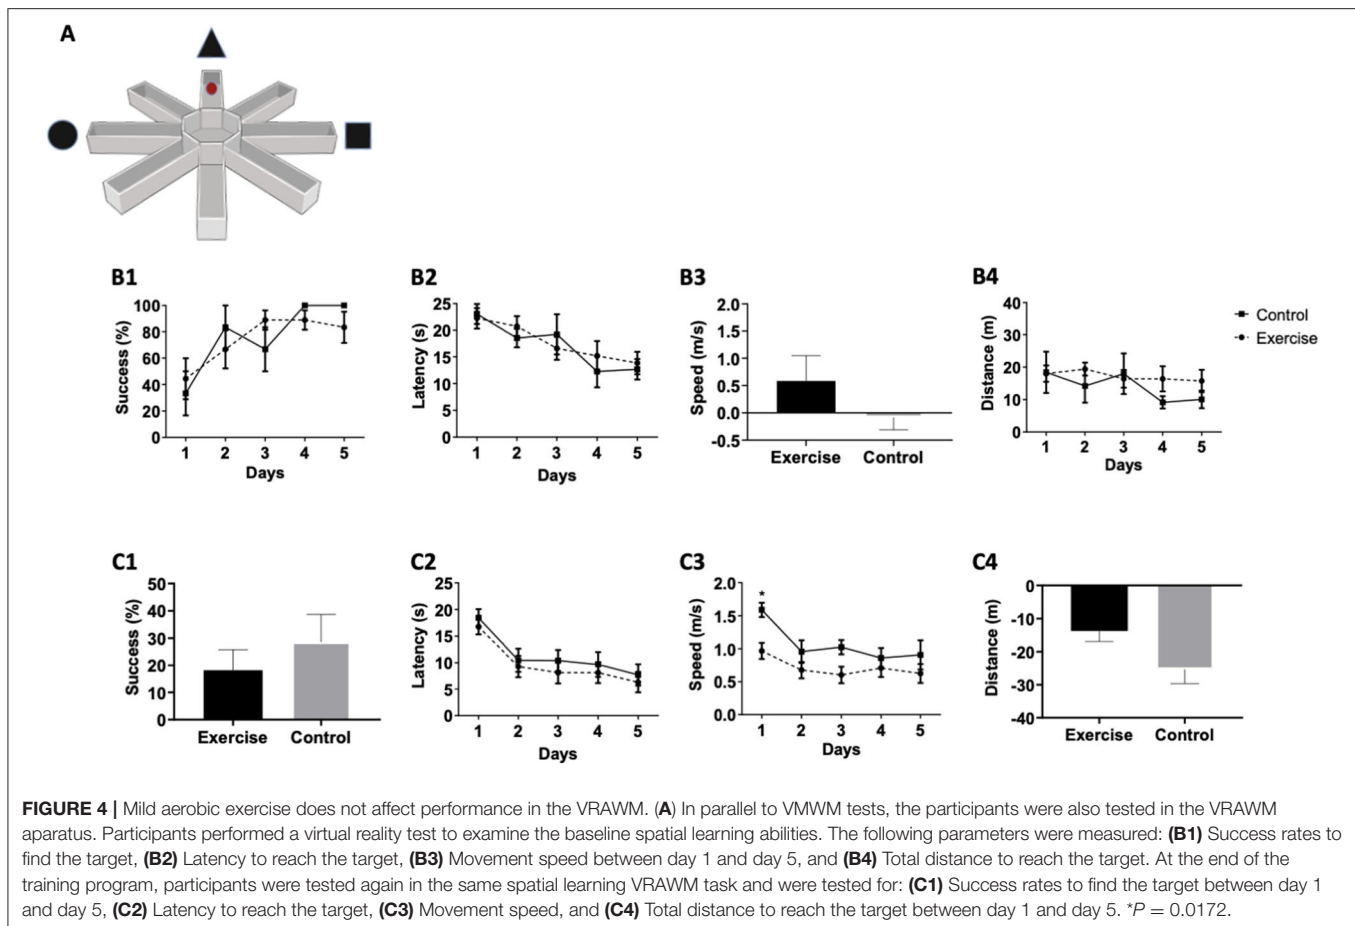 A
B1
B2
B3
B4
100
80
60
40
20
0
Success (%)
1 2 3 4 5
Days
25
20
15
10
5
0
Latency (s)
1 2 3 4 5
Days
2.0
1.5
1.0
0.5
0.0
-0.5
Speed (m/s)
Exercise Control
40
30
20
10
0
Distance (m)
1 2 3 4 5
Days
Control
Exercise
C1
C2
C3
C4
50
40
30
20
10
0
Success (%)
Exercise Control
25
20
15
10
5
0
Latency (s)
1 2 3 4 5
Days
2.0
1.5
1.0
0.5
0.0
Speed (m/s)
*
1 2 3 4 5
Days
0
-10
-20
-30
-40
Distance (m)
Exercise Control
FIGURE 4 | Mild aerobic exercise does not affect performance in the VRAWM. (A) In parallel to VMWM tests, the participants were also tested in the VRAWM
apparatus. Participants performed a virtual reality test to examine the baseline spatial learning abilities. The following parameters were measured: (B1) Success rates to
find the target, (B2) Latency to reach the target, (B3) Movement speed between day 1 and day 5, and (B4) Total distance to reach the target. At the end of the
training program, participants were tested again in the same spatial learning VRAWM task and were tested for: (C1) Success rates to find the target between day 1
and day 5, (C2) Latency to reach the target, (C3) Movement speed, and (C4) Total distance to reach the target between day 1 and day 5. *P = 0.0172.